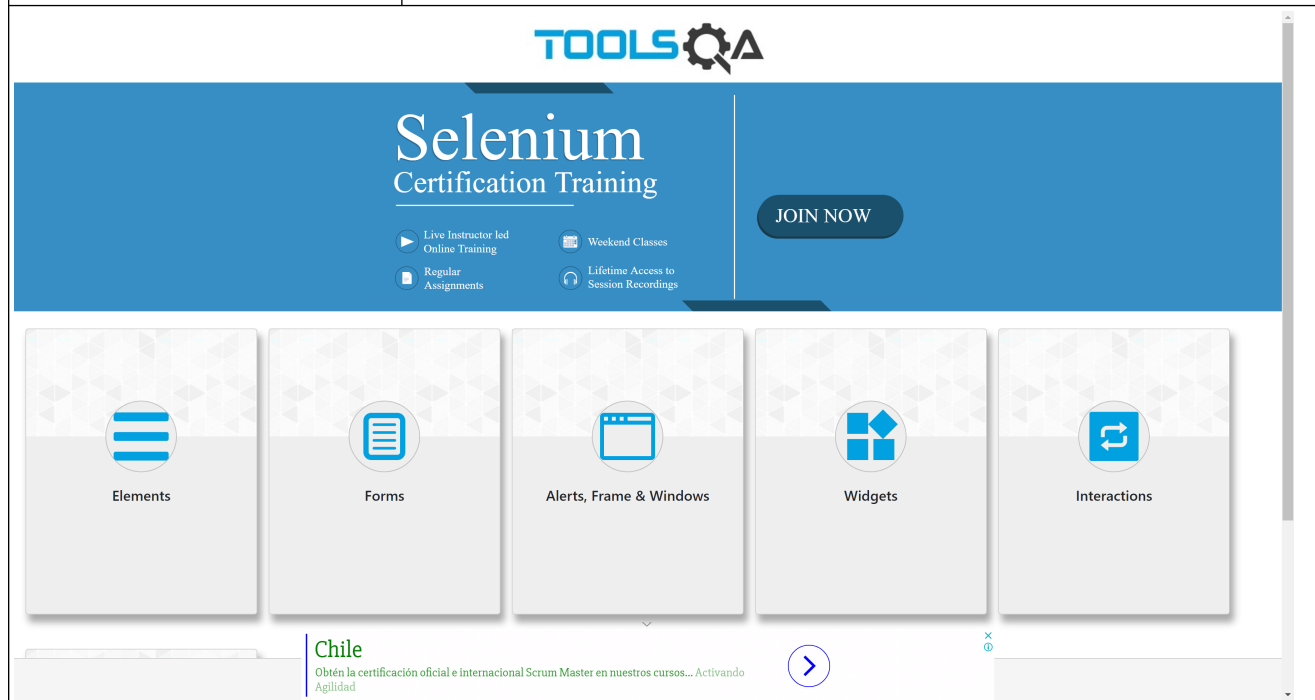 TOOLSQA
Selenium
Certification Training
Live Instructor led
Online Training
Weekend Classes
Regular
Assignments
Lifetime Access to
Session Recordings
JOIN NOW
Elements
Forms
Alerts, Frame & Windows
Widgets
Interactions
Chile
Obtén la certificación oficial e internacional Scrum Master en nuestros cursos... Activando
Agilidad